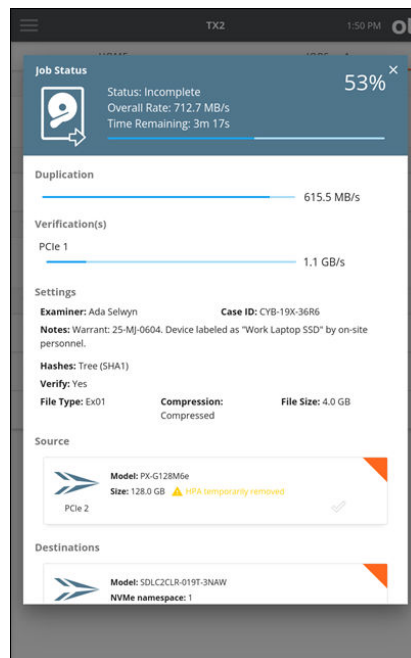 TX2
1:50 PM
Job Status
53%
Status: Incomplete
Overall Rate: 712.7 MB/s
Time Remaining: 3m 17s
Duplication
615.5 MB/s
Verification(s)
PCIe 1
1.1 GB/s
Settings
Examiner: Ada Selwyn Case ID: CYB-19X-36R6
Notes: Warrant: 25-MJ-0604. Device labeled as "Work Laptop SSD" by on-site
personnel.
Hashes: Tree (SHA1)
Verify: Yes
File Type: Ex01 Compression: File Size: 4.0 GB
Compressed
Source
Model: PX-G128M6e
Size: 128.0 GB HPA temporarily removed
PCIe 2
Destinations
Model: SDLC2CLR-019T-3NAW
NVMe namespace: 1